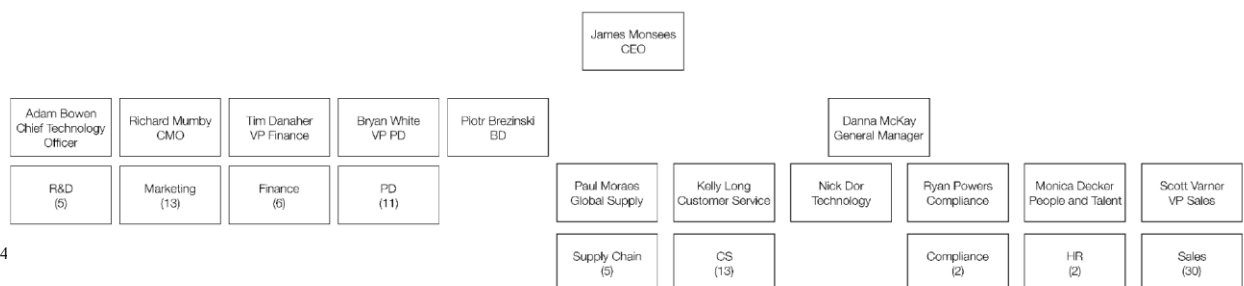 James Monsees
CEO
Adam Bowen
Chief Technology
Officer
Richard Mumby
CMO
Tim Danaher
VP Finance
Bryan White
VP PD
Piotr Brezinski
BD
Danna McKay
General Manager
R&D
(5)
Marketing
(13)
Finance
(6)
PD
(11)
Paul Moraes
Global Supply
Kelly Long
Customer Service
Nick Dor
Technology
Ryan Powers
Compliance
Monica Decker
People and Talent
Scott Varner
VP Sales
4
Supply Chain
(5)
CS
(13)
Compliance
(2)
HR
(2)
Sales
(30)